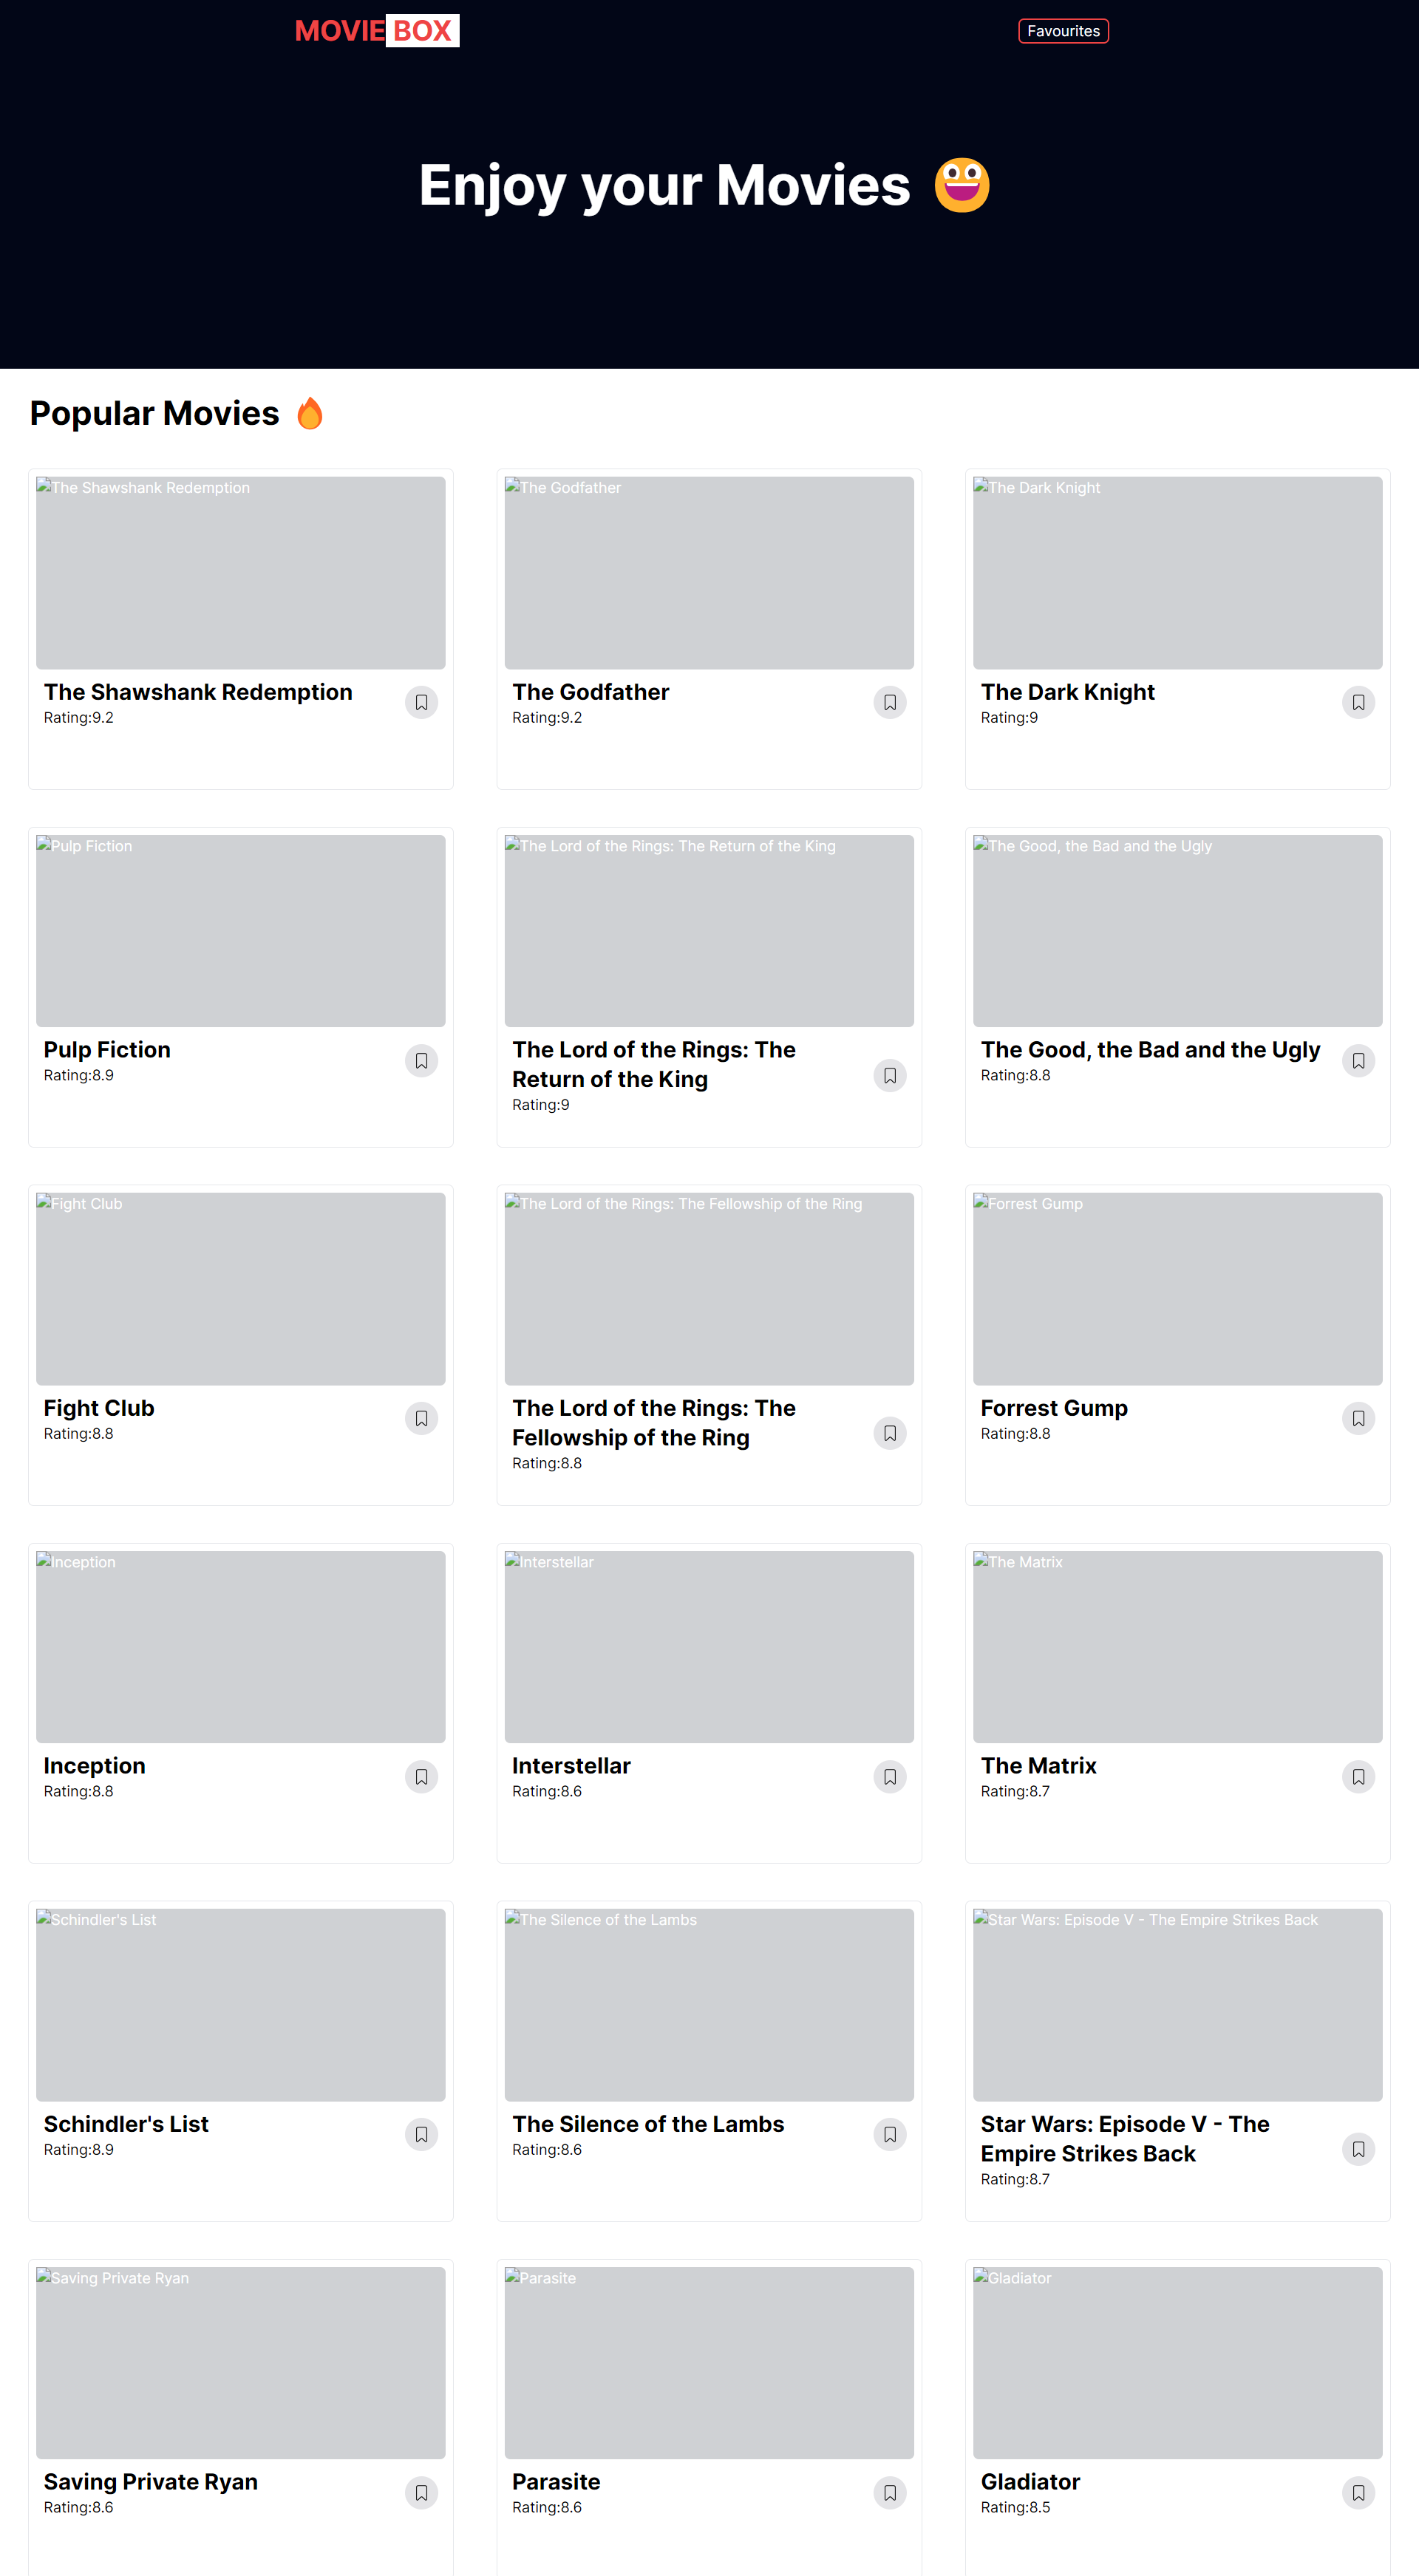 MOVIE BOX
Favourites
Enjoy your Movies
Popular Movies
The Shawshank Redemption
The Godfather
The Dark Knight
The Shawshank Redemption
Rating:9.2
The Godfather
Rating:9.2
The Dark Knight
Rating:9
Pulp Fiction
The Lord of the Rings: The Return of the King
The Good, the Bad and the Ugly
Pulp Fiction
Rating:8.9
The Lord of the Rings: The
Return of the King
Rating:9
The Good, the Bad and the Ugly
Rating:8.8
Fight Club
The Lord of the Rings: The Fellowship of the Ring
Forrest Gump
Fight Club
Rating:8.8
The Lord of the Rings: The
Fellowship of the Ring
Rating:8.8
Forrest Gump
Rating:8.8
Inception
Interstellar
The Matrix
Inception
Rating:8.8
Interstellar
Rating:8.6
The Matrix
Rating:8.7
Schindler's List
The Silence of the Lambs
Star Wars: Episode V - The Empire Strikes Back
Schindler's List
Rating:8.9
The Silence of the Lambs
Rating:8.6
Star Wars: Episode V - The
Empire Strikes Back
Rating:8.7
Saving Private Ryan
Parasite
Gladiator
Saving Private Ryan
Rating:8.6
Parasite
Rating:8.6
Gladiator
Rating:8.5